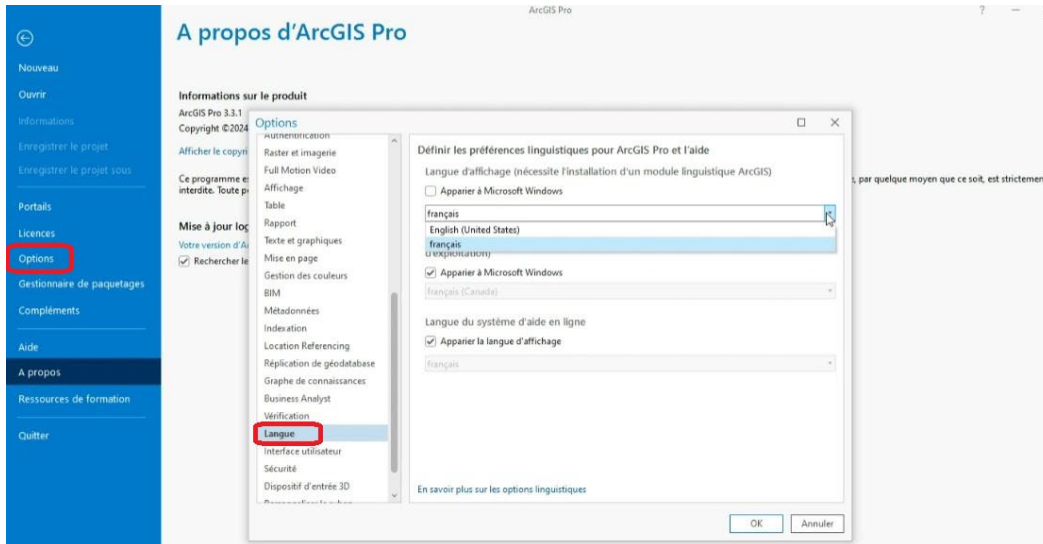 ArcGIS Pro
?
A propos d'ArcGIS Pro
Nouveau
Ouvrir
Informations
Enregistrer le projet
Enregistrer le projet sous
Portails
Licences
Options
Gestionnaire de paquetages
Compléments
Aide
A propos
Ressources de formation
Quitter
Informations sur le produit
ArcGIS Pro 3.3.1
Copyright ©2024
Afficher le
Ce programme
interdite. Toute
, par quelque moyen que ce soit, est strictemen
Mise à jour
Votre version
Rechercher le
Options
Authentification
Raster et imagerie
Full Motion Video
Affichage
Table
Rapport
Texte et graphiques
Mise en page
Gestion des couleurs
BIM
Métadonnées
Indexation
Location Referencing
Réplication de géodatabase
Graphe de connaissances
Business Analyst
Vérification
Langue
Interface utilisateur
Sécurité
Dispositif d'entrée 3D
Définir les préférences linguistiques pour ArcGIS Pro et l'aide
Langue d'affichage (nécessite l'installation d'un module linguistique ArcGIS)
Apparier à Microsoft Windows
français
English (United States)
français
d'exploitation)
Apparier à Microsoft Windows
français (Canada)
Langue du système d'aide en ligne
Apparier la langue d'affichage
français
En savoir plus sur les options linguistiques
OK
Annuler